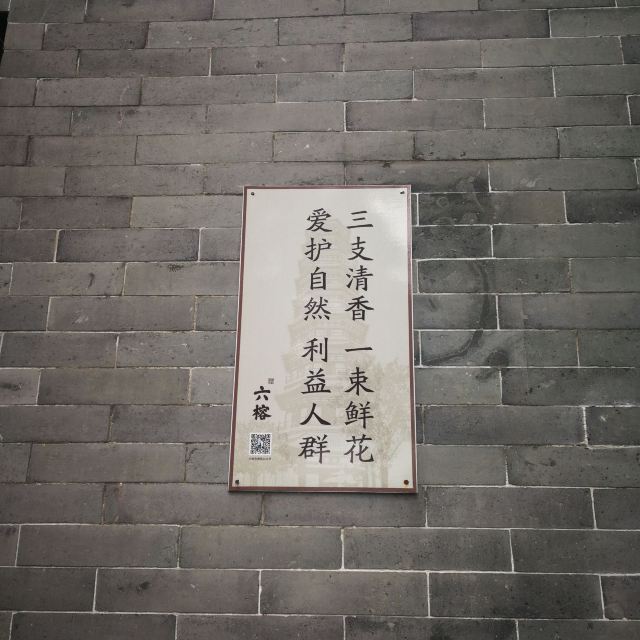 三支清香 一束鲜花
爱护自然 利益人群
六榕